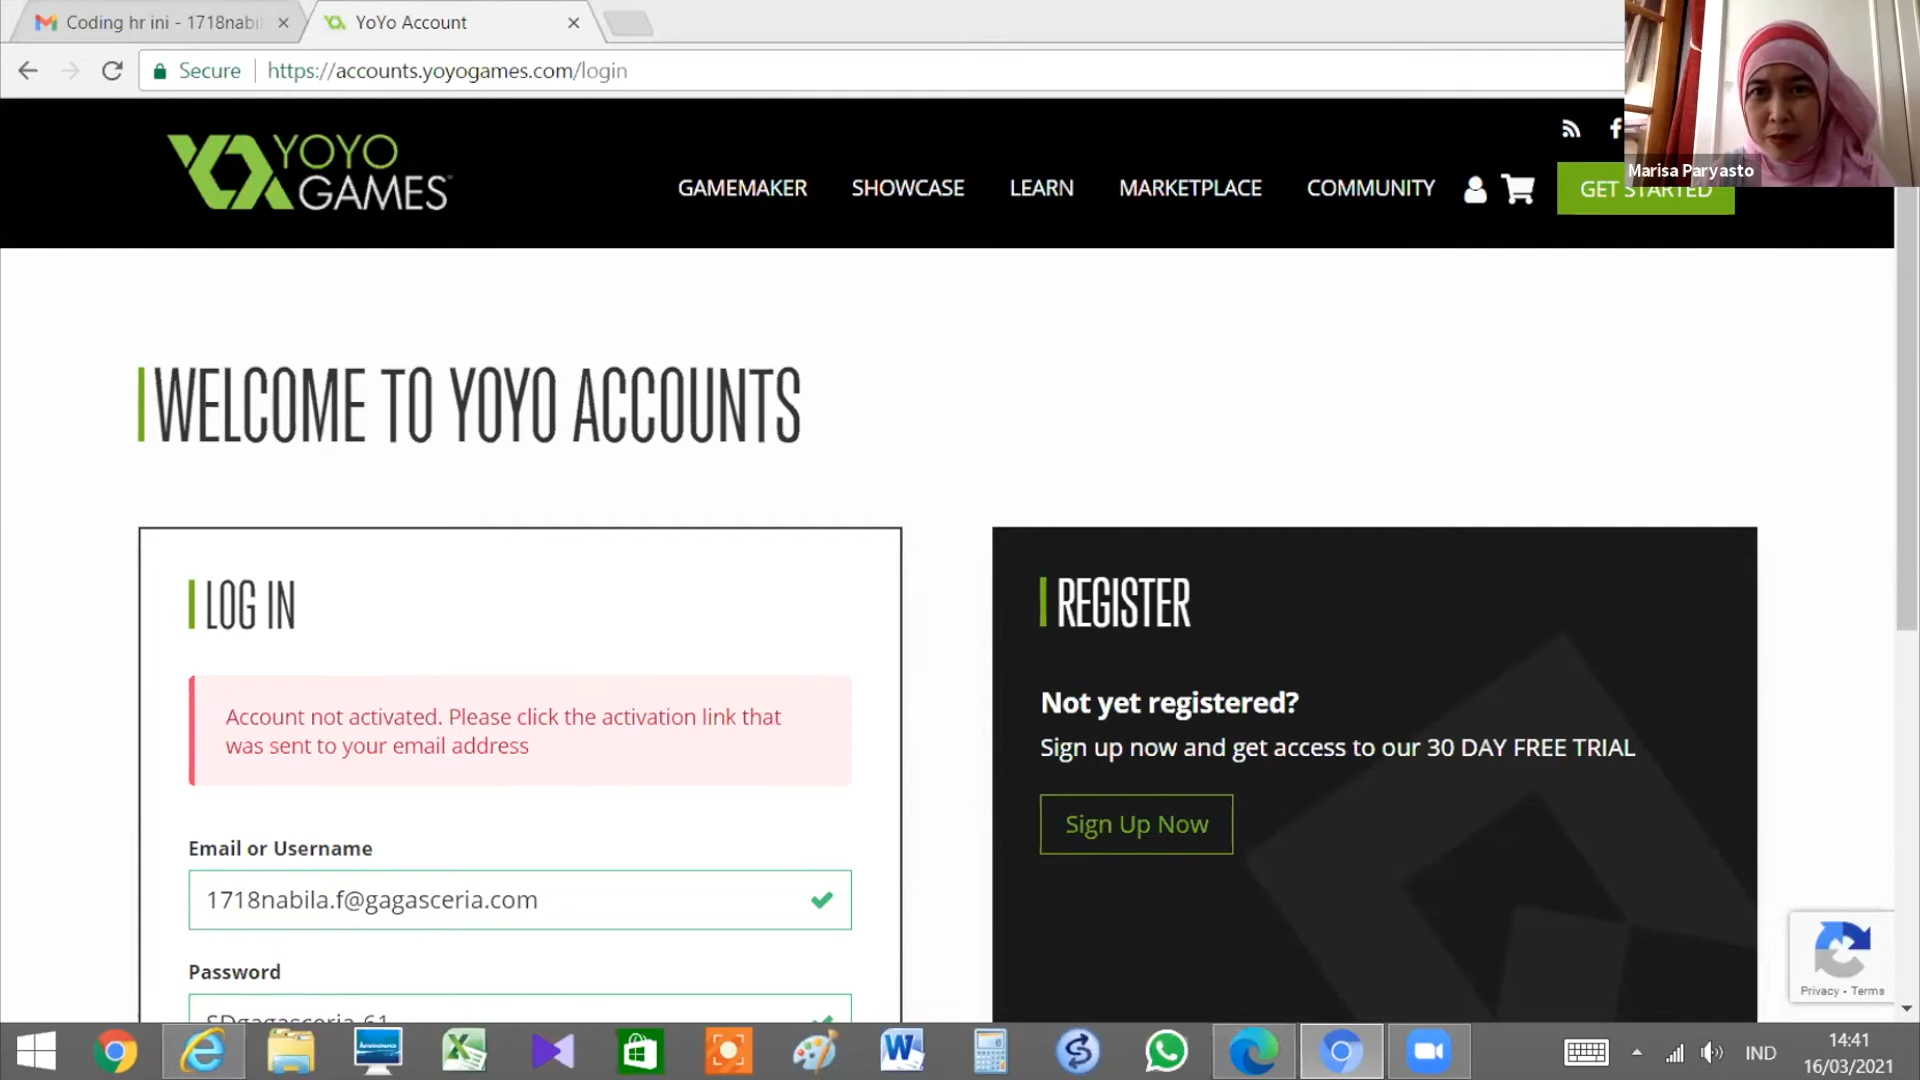 Coding hr ini - 1718nabil
YoYo Account
Secure
https://accounts.yoyogames.com/login
Marisa Paryasto
YOYO
GAMES
GAMEMAKER
SHOWCASE
LEARN
MARKETPLACE
COMMUNITY
GET STARTED
WELCOME TO YOYO ACCOUNTS
LOG IN
Account not activated. Please click the activation link that
was sent to your email address
Email or Username
1718nabila.f@gagasceria.com
Password
SDgagasceria-61
REGISTER
Not yet registered?
Sign up now and get access to our 30 DAY FREE TRIAL
Sign Up Now
Privacy - Terms
IND
14:41
16/03/2021